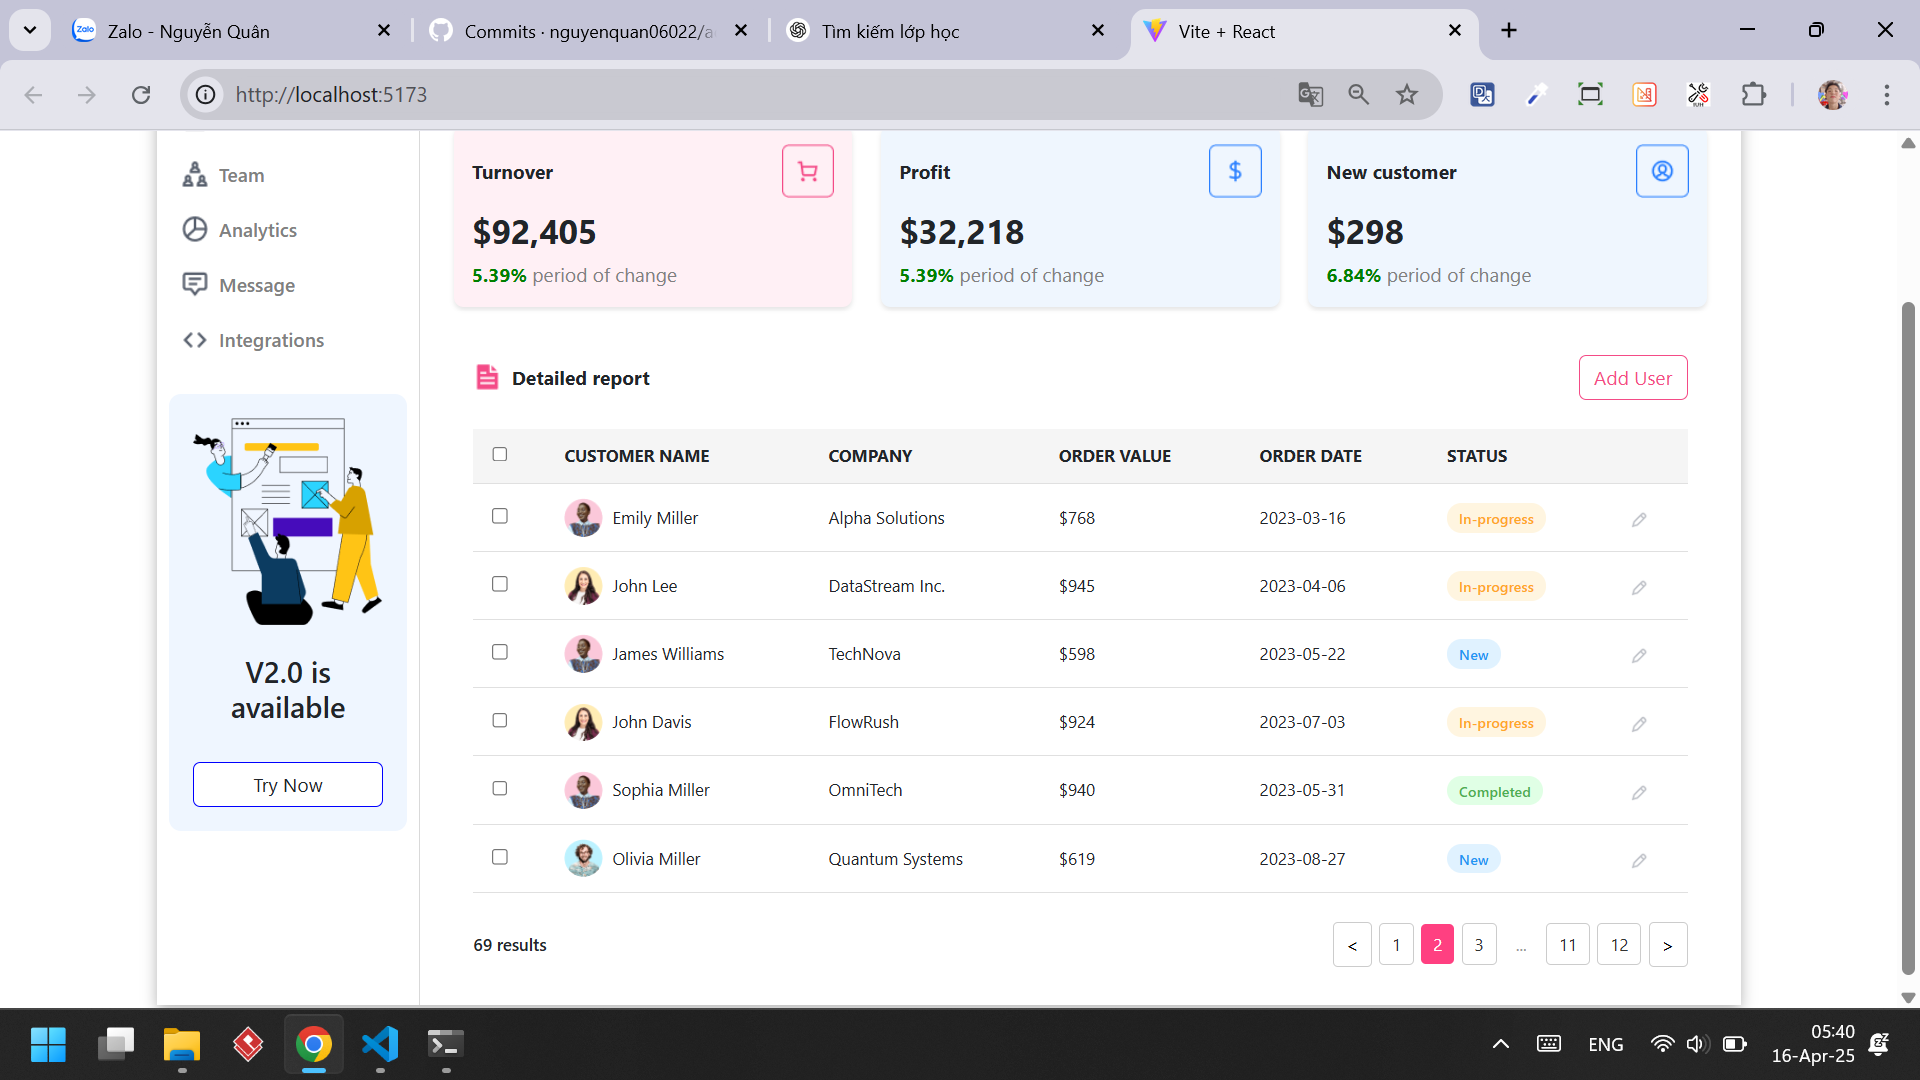 Zalo - Nguyễn Quân
Commits · nguyenquan06022/a
Tìm kiếm lớp học
Vite + React
http://localhost:5173
Team
Analytics
Message
Integrations
V2.0 is
available
Try Now
Turnover
$92,405
5.39% period of change
Profit
$
$32,218
5.39% period of change
New customer
$298
6.84% period of change
Detailed report
Add User
CUSTOMER NAME COMPANY ORDER VALUE ORDER DATE STATUS
Emily Miller Alpha Solutions $768 2023-03-16 In-progress
John Lee DataStream Inc. $945 2023-04-06 In-progress
James Williams TechNova $598 2023-05-22 New
John Davis FlowRush $924 2023-07-03 In-progress
Sophia Miller OmniTech $940 2023-05-31 Completed
Olivia Miller Quantum Systems $619 2023-08-27 New
69 results
< 1 2 3 ... 11 12 >
ENG
05:40
16-Apr-25